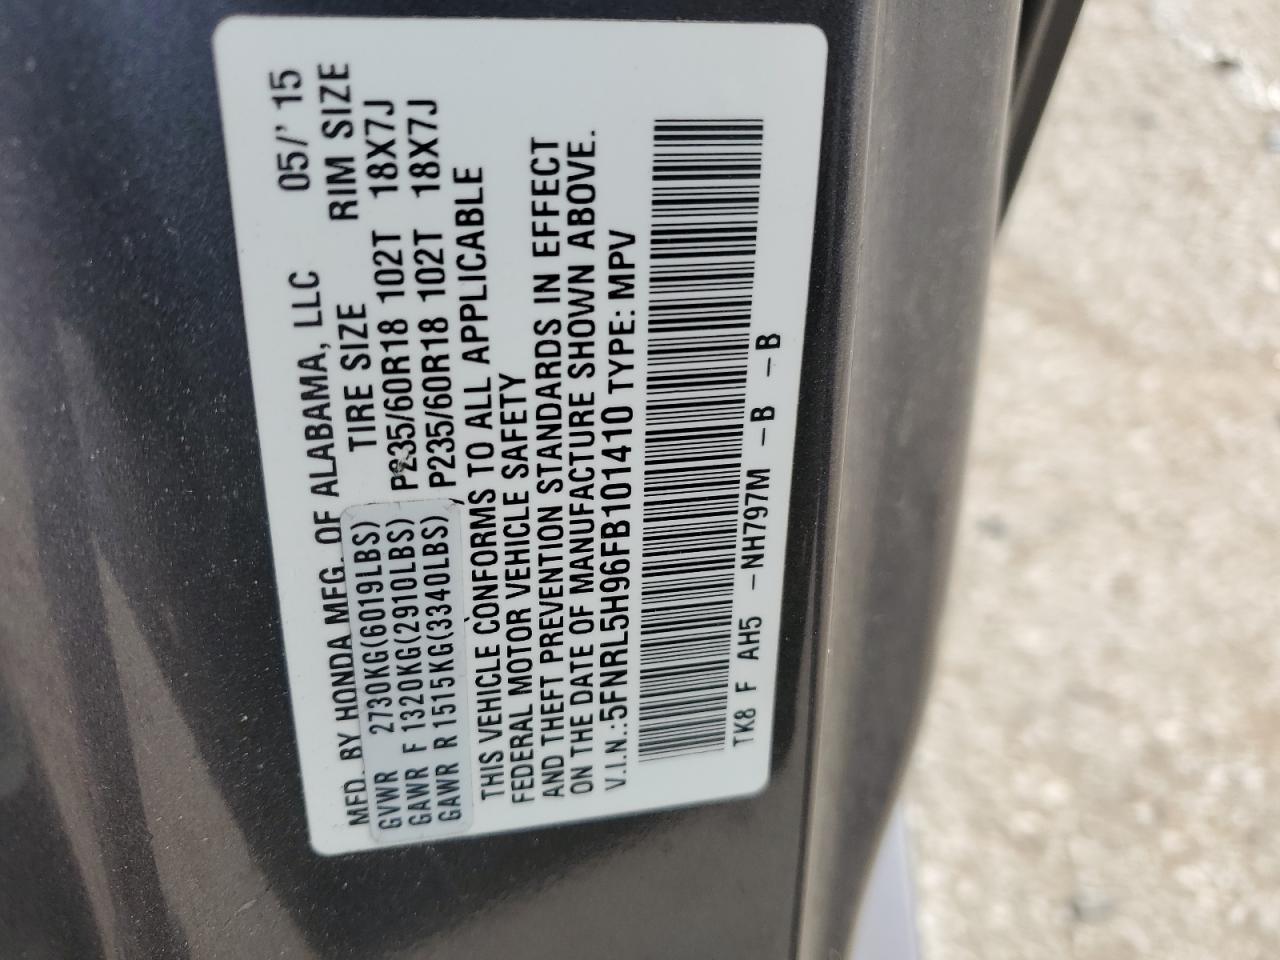 MFD. BY HONDA MFG. OF ALABAMA, LLC 05/'15
GVWR 2730KG(6019LBS) TIRE SIZE RIM SIZE
GAWR F 1320KG(2910LBS) P235/60R18 102T 18X7J
GAWR R 1515KG(3340LBS) P235/60R18 102T 18X7J
THIS VEHICLE CONFORMS TO ALL APPLICABLE
FEDERAL MOTOR VEHICLE SAFETY
AND THEFT PREVENTION STANDARDS IN EFFECT
ON THE DATE OF MANUFACTURE SHOWN ABOVE.
V.I.N.:5FNRL5H96FB101410 TYPE: MPV
TK8 F AH5 -NH797M -B -B